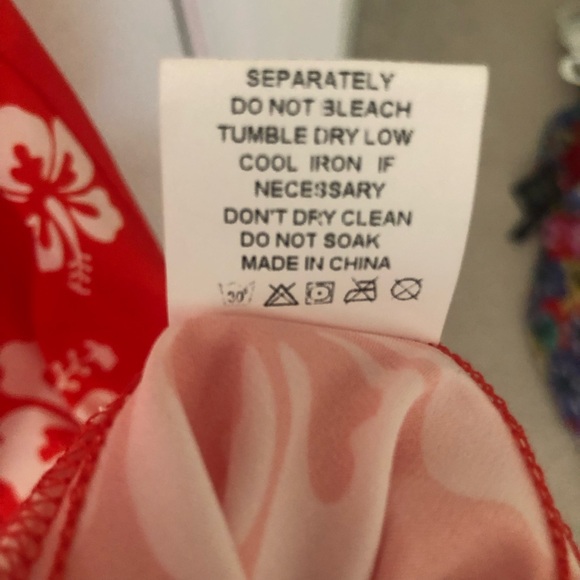 SEPARATELY
DO NOT BLEACH
TUMBLE DRY LOW
COOL IRON IF
NECESSARY
DON'T DRY CLEAN
DO NOT SOAK
MADE IN CHINA
30°